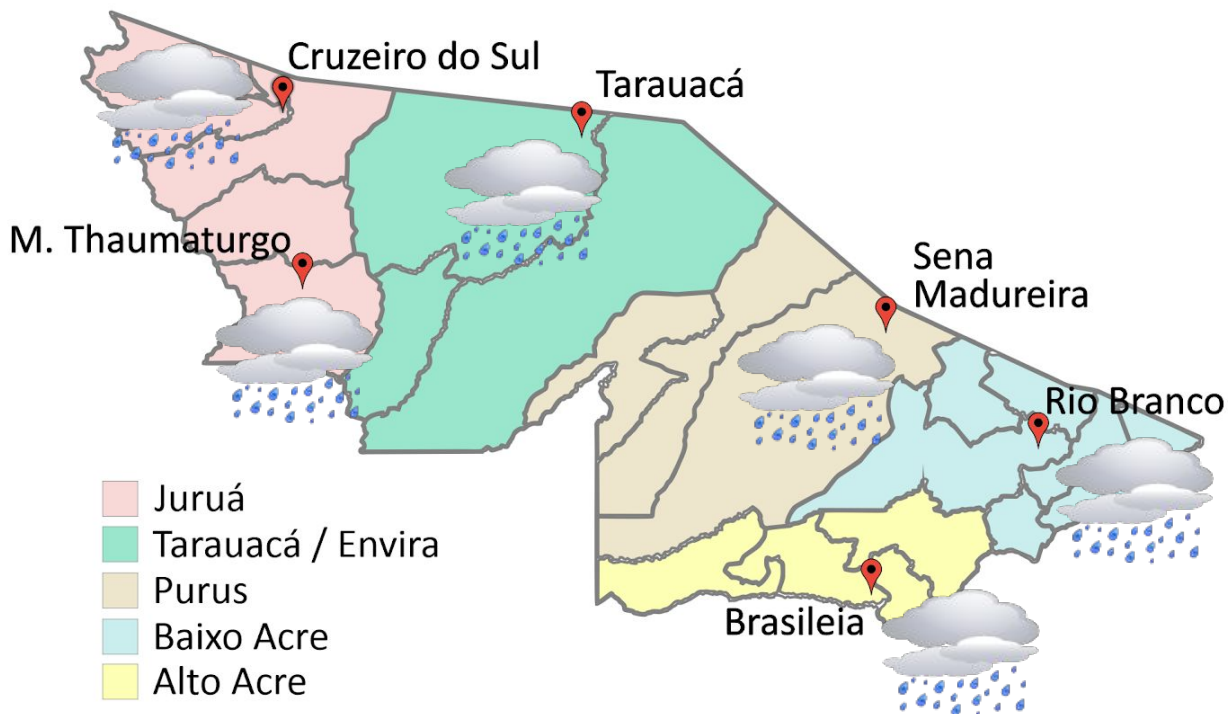 Cruzeiro do Sul
Tarauacá
M. Thaumaturgo
Sena
Madureira
Rio Branco
Brasileia
Juruá
Tarauacá / Envira
Purus
Baixo Acre
Alto Acre